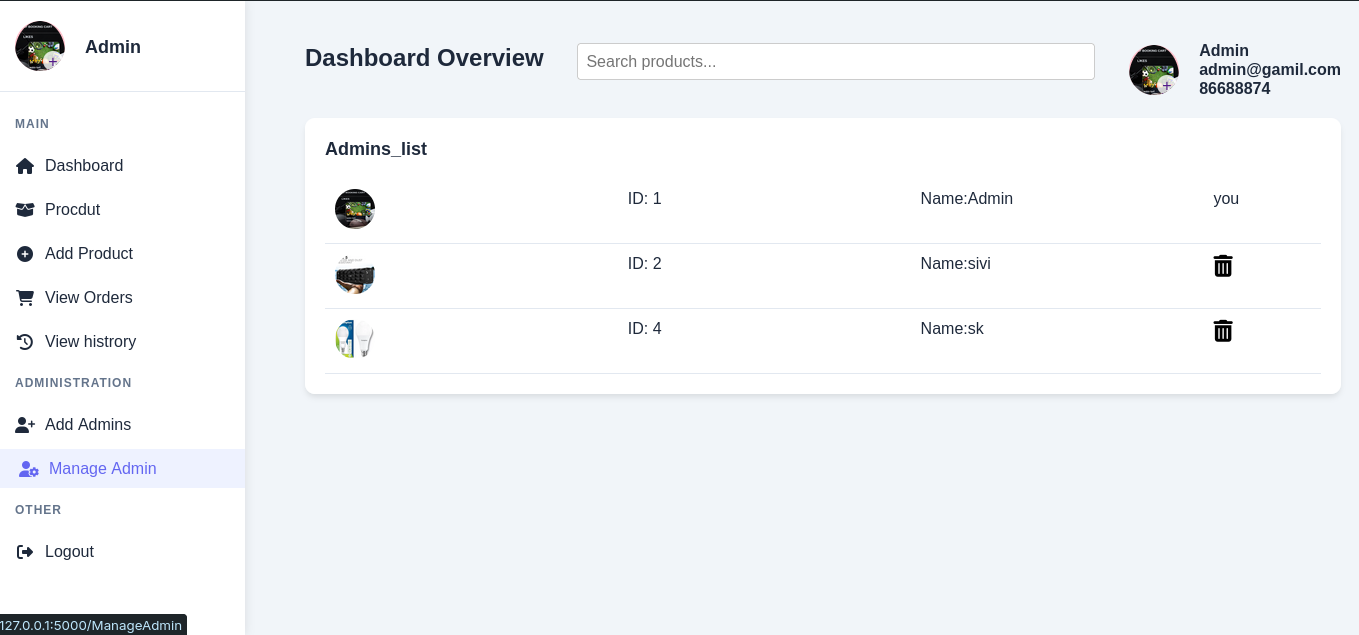 Admin
MAIN
Dashboard
Procdut
Add Product
View Orders
View histrory
ADMINISTRATION
Add Admins
Manage Admin
OTHER
Logout
127.0.0.1:5000/ManageAdmin
Dashboard Overview
Search products...
Admin
admin@gamil.com
86688874
Admins_list
ID: 1 Name:Admin you
ID: 2 Name:sivi
ID: 4 Name:sk